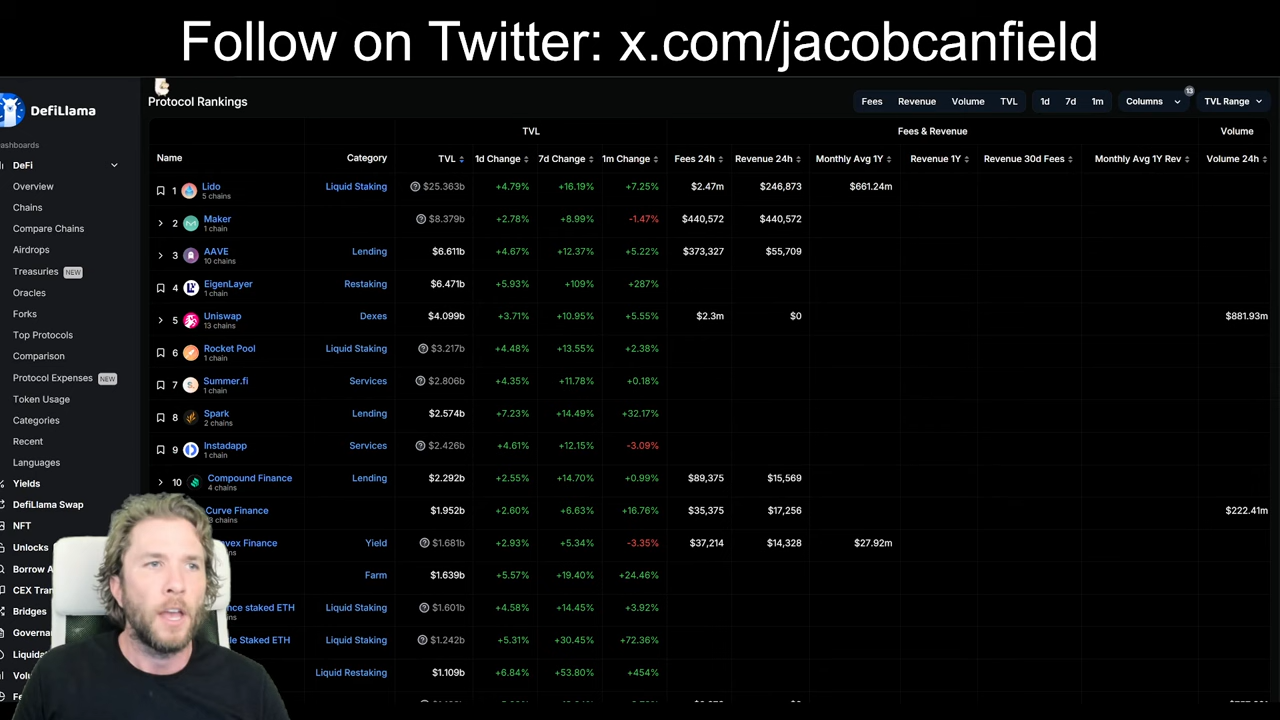 Follow on Twitter: x.com/jacobcanfield
DefiLlama
Protocol Rankings
Fees Revenue Volume TVL 1d 7d 1m Columns 13 TVL Range
TVL Fees & Revenue Volume
Name Category TVL 1d Change 7d Change 1m Change Fees 24h Revenue 24h Monthly Avg 1Y Revenue 1Y Revenue 30d Fees Monthly Avg 1Y Rev Volume 24h
1 Lido Liquid Staking $25.363b +4.79% +16.19% +7.25% $2.47m $246,873 $661.24m
5 chains
2 Maker $8.379b +2.78% +8.99% -1.47% $440,572 $440,572
1 chain
3 AAVE Lending $6.611b +4.67% +12.37% +5.22% $373,327 $55,709
10 chains
4 EigenLayer Restaking $6.471b +5.93% +109% +287%
1 chain
5 Uniswap Dexes $4.099b +3.71% +10.95% +5.55% $2.3m $0 $881.93m
13 chains
6 Rocket Pool Liquid Staking $3.217b +4.48% +13.55% +2.38%
1 chain
7 Summer.fi Services $2.806b +4.35% +11.78% +0.18%
1 chain
8 Spark Lending $2.574b +7.23% +14.49% +32.17%
2 chains
9 Instadapp Services $2.426b +4.61% +12.15% -3.09%
1 chain
10 Compound Finance Lending $2.292b +2.55% +14.70% +0.99% $89,375 $15,569
4 chains
Curve Finance $1.952b +2.60% +6.63% +16.76% $35,375 $17,256 $222.41m
chains
Finance Yield $1.681b +2.93% +5.34% -3.35% $37,214 $14,328 $27.92m
Farm $1.639b +5.57% +19.40% +24.46%
staked ETH Liquid Staking $1.601b +4.58% +14.45% +3.92%
Staked ETH Liquid Staking $1.242b +5.31% +30.45% +72.36%
Liquid Restaking $1.109b +6.84% +53.80% +454%
DeFi
Overview
Chains
Compare Chains
Airdrops
Treasuries NEW
Oracles
Forks
Top Protocols
Comparison
Protocol Expenses NEW
Token Usage
Categories
Recent
Languages
Yields
DefiLlama Swap
NFT
Unlocks
Borrow
CEX
Bridges